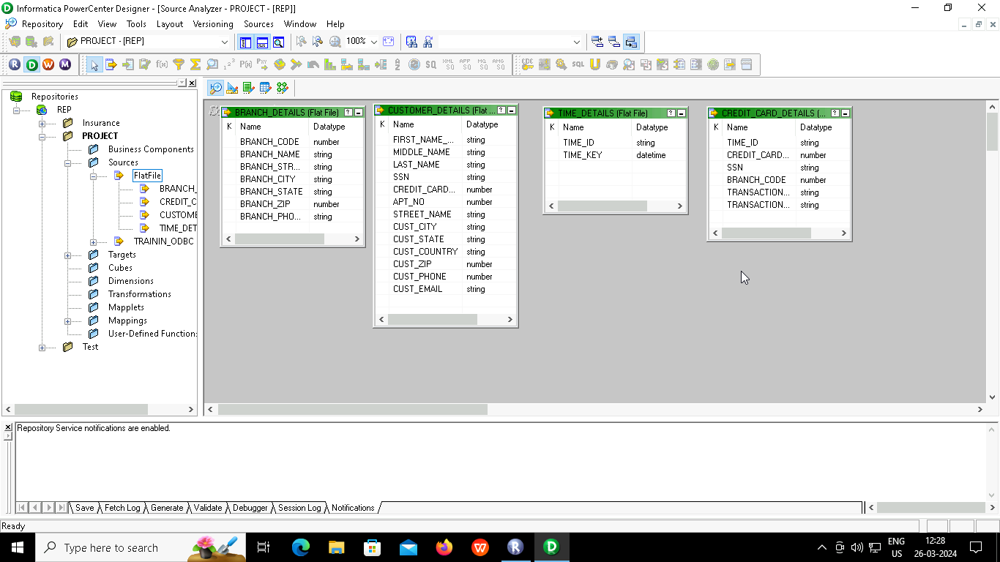 Informatica PowerCenter Designer - [Source Analyzer - PROJECT - [REP]]
Repository Edit View Tools Layout Versioning Sources Window Help
PROJECT - [REP]
100%
SQL
Repositories
REP
Insurance
PROJECT
Business Components
Sources
FlatFile
BRANCH_
CREDIT_C
CUSTOME
TIME_DET
TRAININ_ODBC
Targets
Cubes
Dimensions
Transformations
Mapplets
Mappings
User-Defined Functions
Test
BRANCH_DETAILS (Flat File)
K Name Datatype
BRANCH_CODE number
BRANCH_NAME string
BRANCH_STR... string
BRANCH_CITY string
BRANCH_STATE string
BRANCH_ZIP number
BRANCH_PHO... string
CUSTOMER_DETAILS (Flat ...
K Name Datatype
FIRST_NAME_... string
MIDDLE_NAME string
LAST_NAME string
SSN string
CREDIT_CARD... number
APT_NO number
STREET_NAME string
CUST_CITY string
CUST_STATE string
CUST_COUNTRY string
CUST_ZIP number
CUST_PHONE number
CUST_EMAIL string
TIME_DETAILS (Flat File)
K Name Datatype
TIME_ID string
TIME_KEY datetime
CREDIT_CARD_DETAILS (...
K Name Datatype
TIME_ID string
CREDIT_CARD... number
SSN string
BRANCH_CODE number
TRANSACTION... string
TRANSACTION... string
Repository Service notifications are enabled.
Save Fetch Log Generate Validate Debugger Session Log Notifications
Ready
Type here to search
ENG
US
12:28
26-03-2024